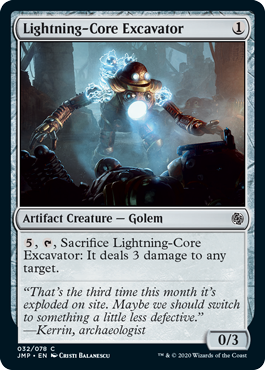 Lightning-Core Excavator 1
Artifact Creature — Golem
5, T, Sacrifice Lightning-Core
Excavator: It deals 3 damage to any
target.
"That's the third time this month it's
exploded on site. Maybe we should switch
to something a little less defective."
—Kerrin, archaeologist
0/3
032/078 C
JMP • EN CRISTI BALANESCU
™ & © 2020 Wizards of the Coast